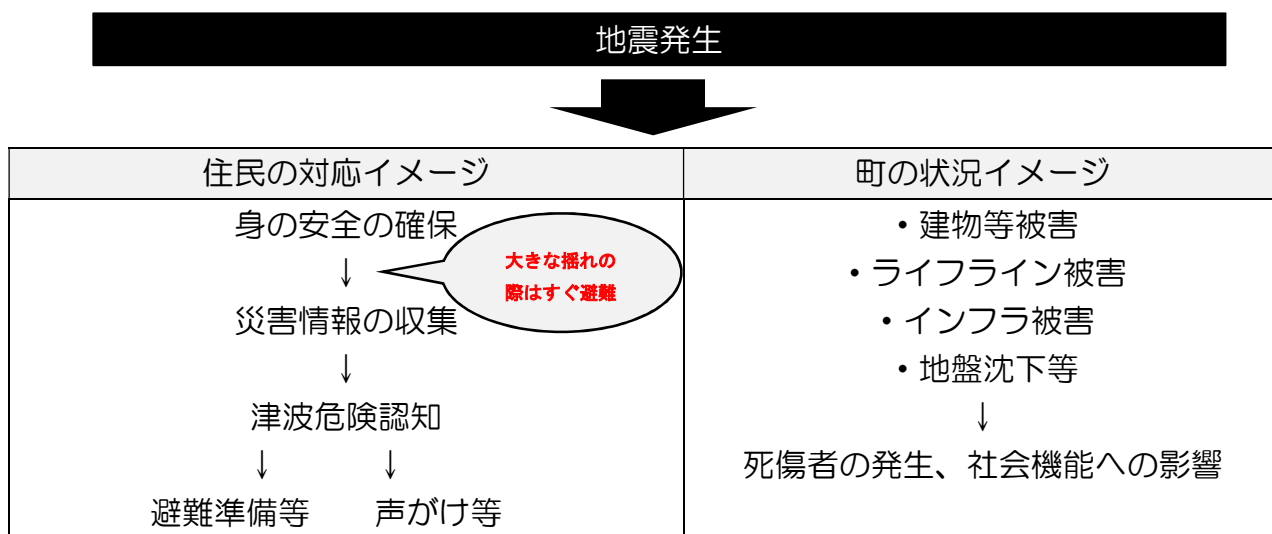 地震発生
住民の対応イメージ
身の安全の確保
↓
大きな揺れの
際はすぐ避難
災害情報の収集
↓
津波危険認知
↓ ↓
避難準備等 声がけ等
町の状況イメージ
・建物等被害
・ライフライン被害
・インフラ被害
・地盤沈下等
↓
死傷者の発生、社会機能への影響